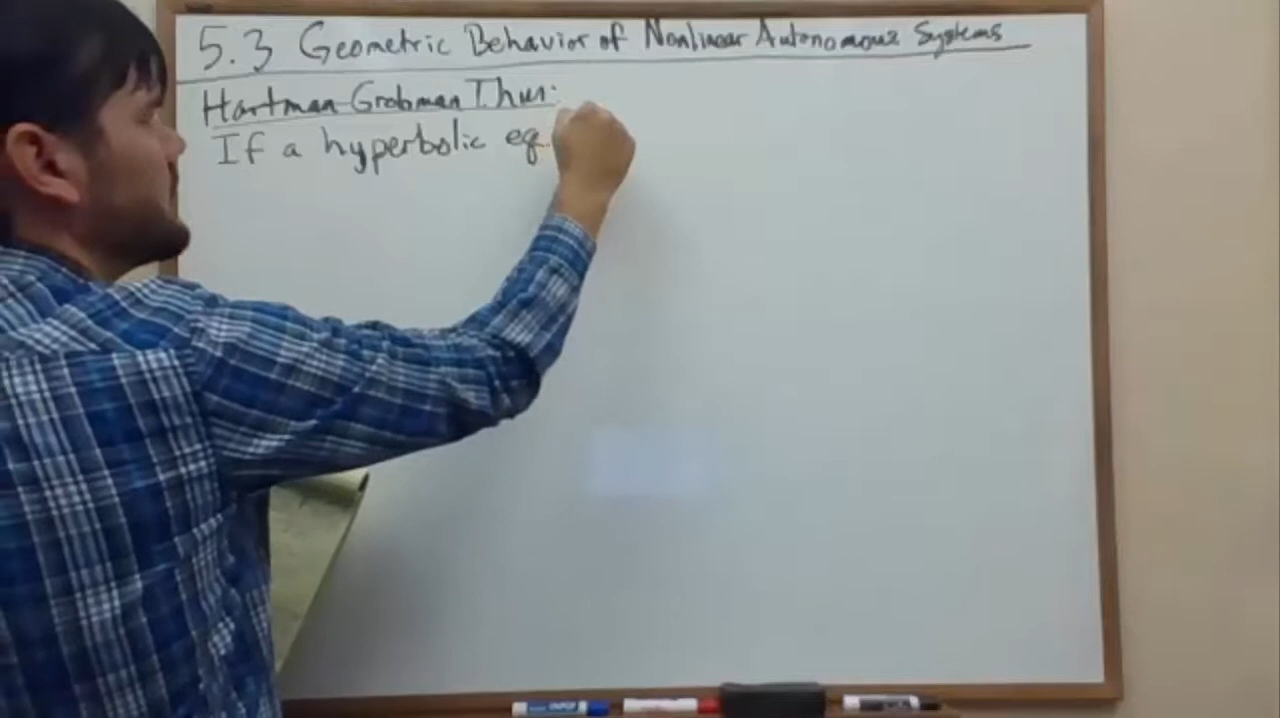 5.3 Geometric Behavior of Nonlinear Autonomous Systems
Hartman-Grobman Thm:
If a hyperbolic eq.